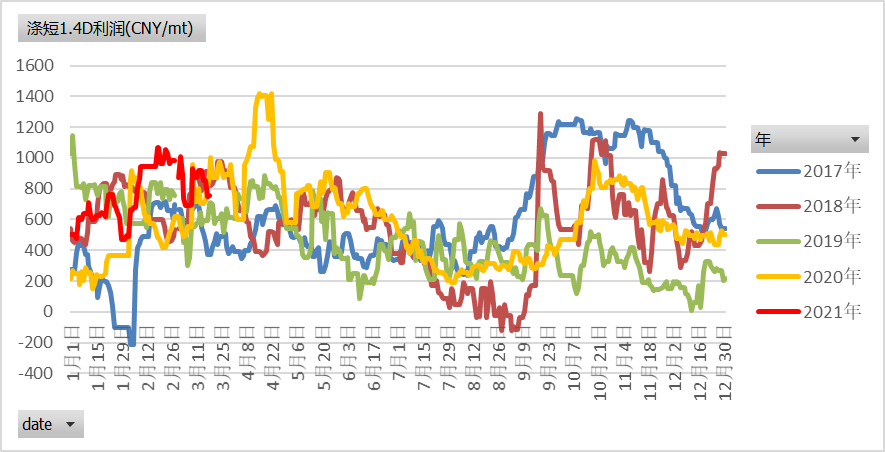 涤短1.4D利润(CNY/mt)
1600
1400
1200
1000
800
600
400
200
0
-200
-400
1月1日
1月15日
1月29日
2月12日
2月26日
3月11日
3月25日
4月8日
4月22日
5月6日
5月20日
6月3日
6月17日
7月1日
7月15日
7月29日
8月12日
8月26日
9月9日
9月23日
10月7日
10月21日
11月4日
11月18日
12月2日
12月16日
12月30日
年
2017年
2018年
2019年
2020年
2021年
date